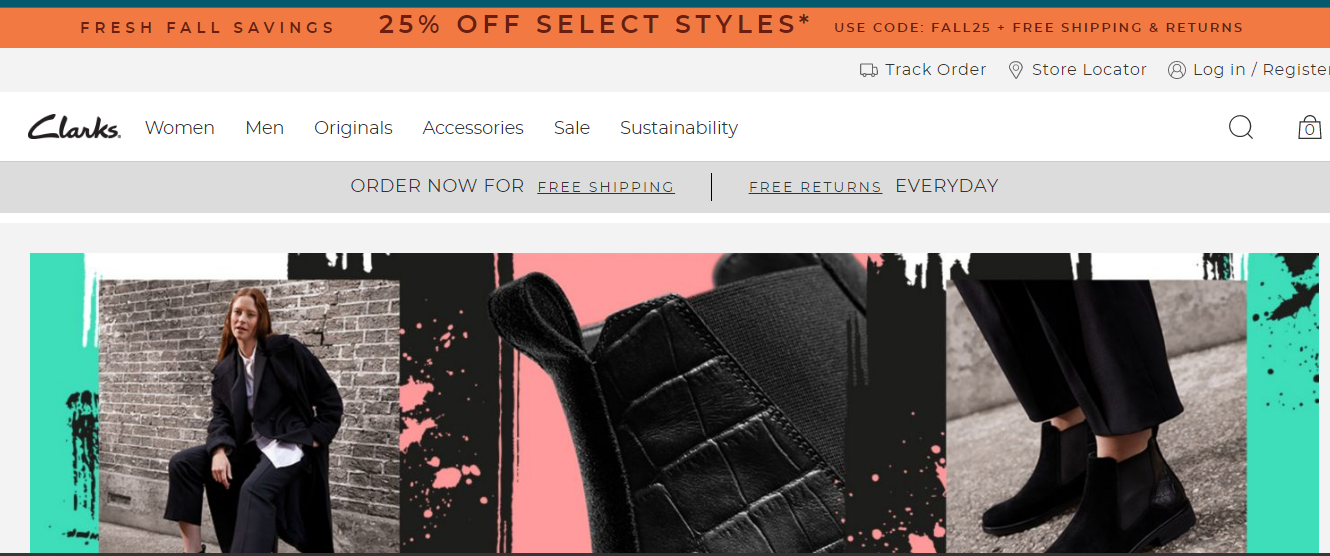 FRESH FALL SAVINGS 25% OFF SELECT STYLES* USE CODE: FALL25 + FREE SHIPPING & RETURNS
Track Order Store Locator Log in / Register
Clarks. Women Men Originals Accessories Sale Sustainability 0
ORDER NOW FOR FREE SHIPPING | FREE RETURNS EVERYDAY